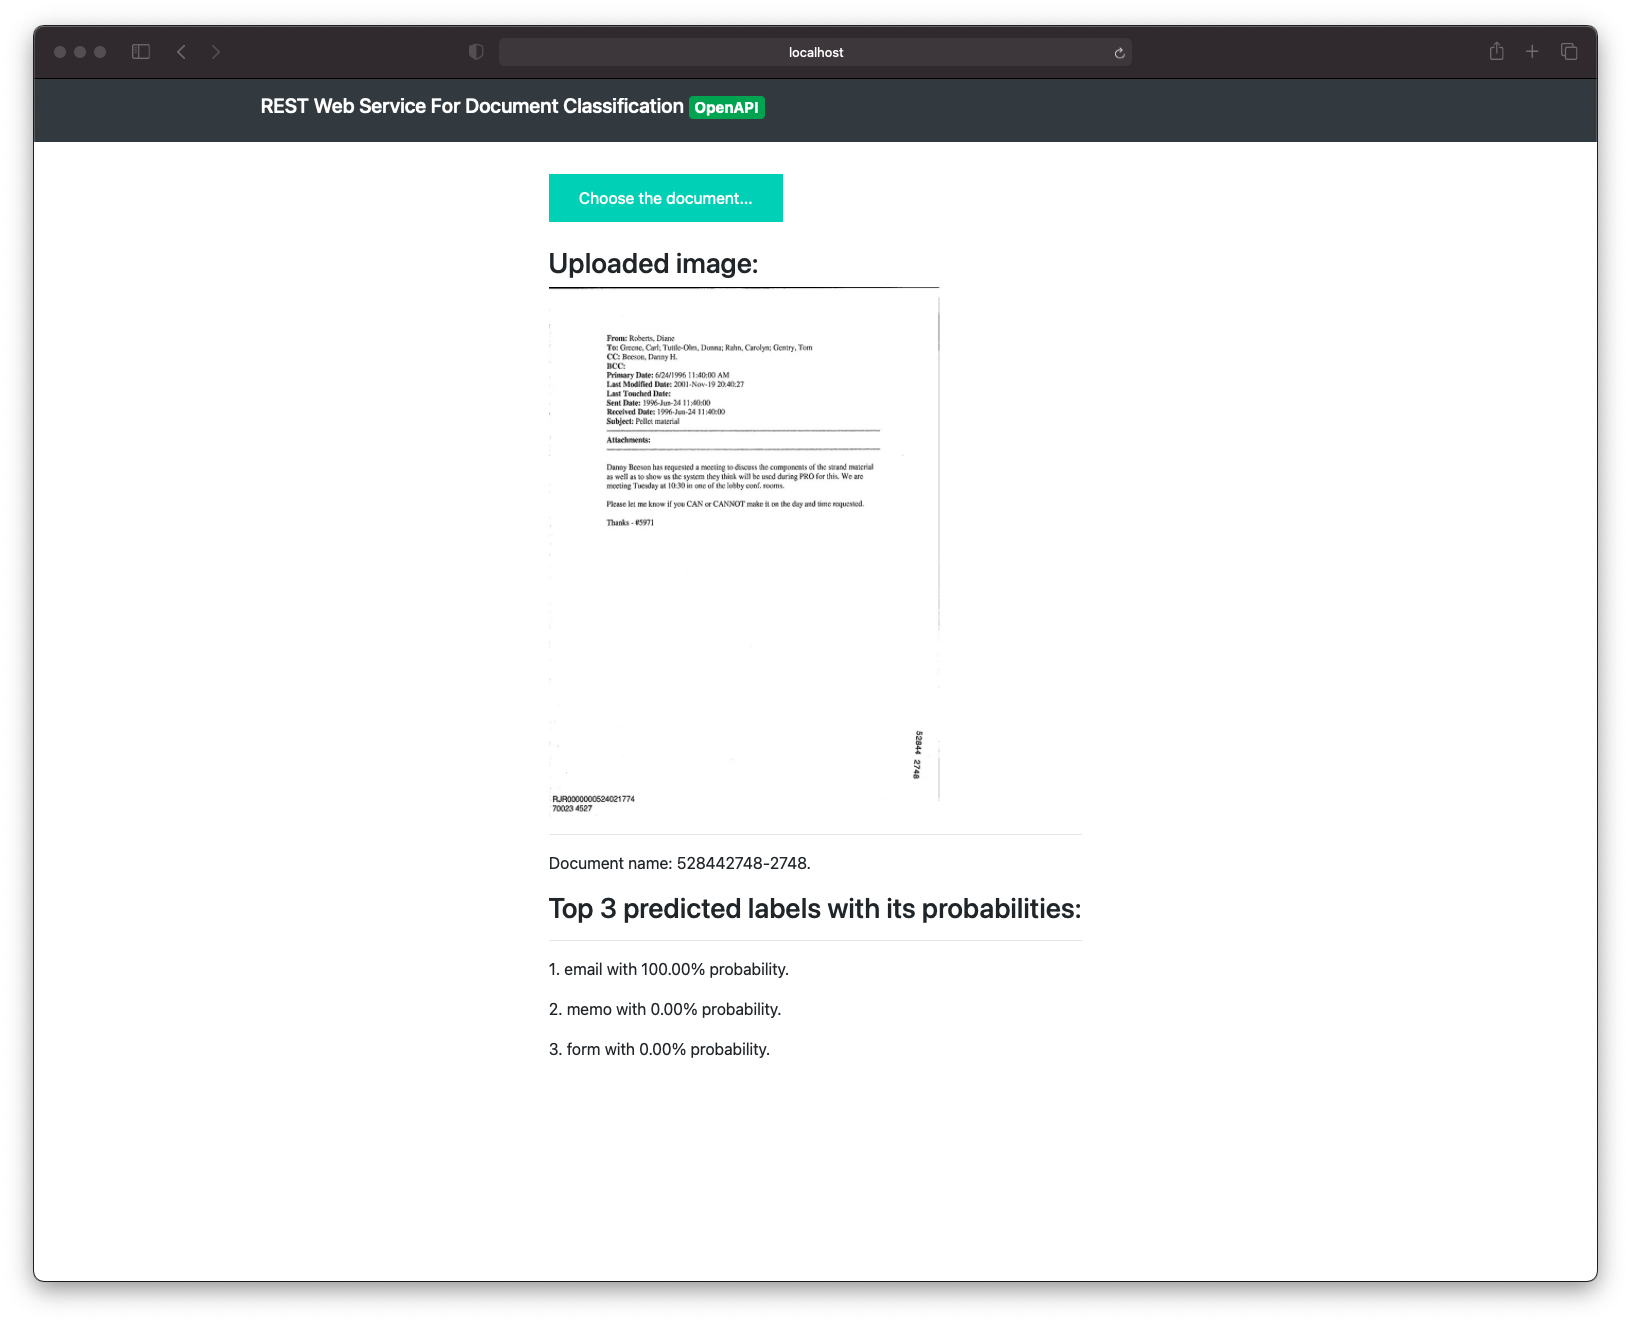 localhost
REST Web Service For Document Classification OpenAPI
Choose the document...
Uploaded image:
From: Roberts, Diane
To: Greene, Carl; Tuttle-Olm, Donna; Rahn, Carolyn; Gentry, Tom
CC: Beeson, Danny H.
BCC:
Primary Date: 6/24/1996 11:40:00 AM
Last Modified Date: 2001-Nov-19 20:40:27
Last Touched Date:
Sent Date: 1996-Jun-24 11:40:00
Received Date: 1996-Jun-24 11:40:00
Subject: Pellet material
Attachments:
Danny Beeson has requested a meeting to discuss the components of the strand material
as well as to show us the system they think will be used during PRO for this. We are
meeting Tuesday at 10:30 in one of the lobby conf. rooms.
Please let me know if you CAN or CANNOT make it on the day and time requested.
Thanks - #5971
52844 2748
RJR0000000524021774
70023 4527
Document name: 528442748-2748.
Top 3 predicted labels with its probabilities:
1. email with 100.00% probability.
2. memo with 0.00% probability.
3. form with 0.00% probability.